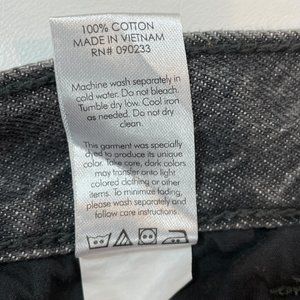 100% COTTON
MADE IN VIETNAM
RN# 090233
Machine wash separately in
cold water. Do not bleach.
Tumble dry low. Cool iron
as needed. Do not dry
clean.
This garment was specially
dyed to produce its unique
color. Take care, dark colors
may transfer onto light
colored clothing or other
items. To minimize fading,
please wash separately and
follow care instructions.